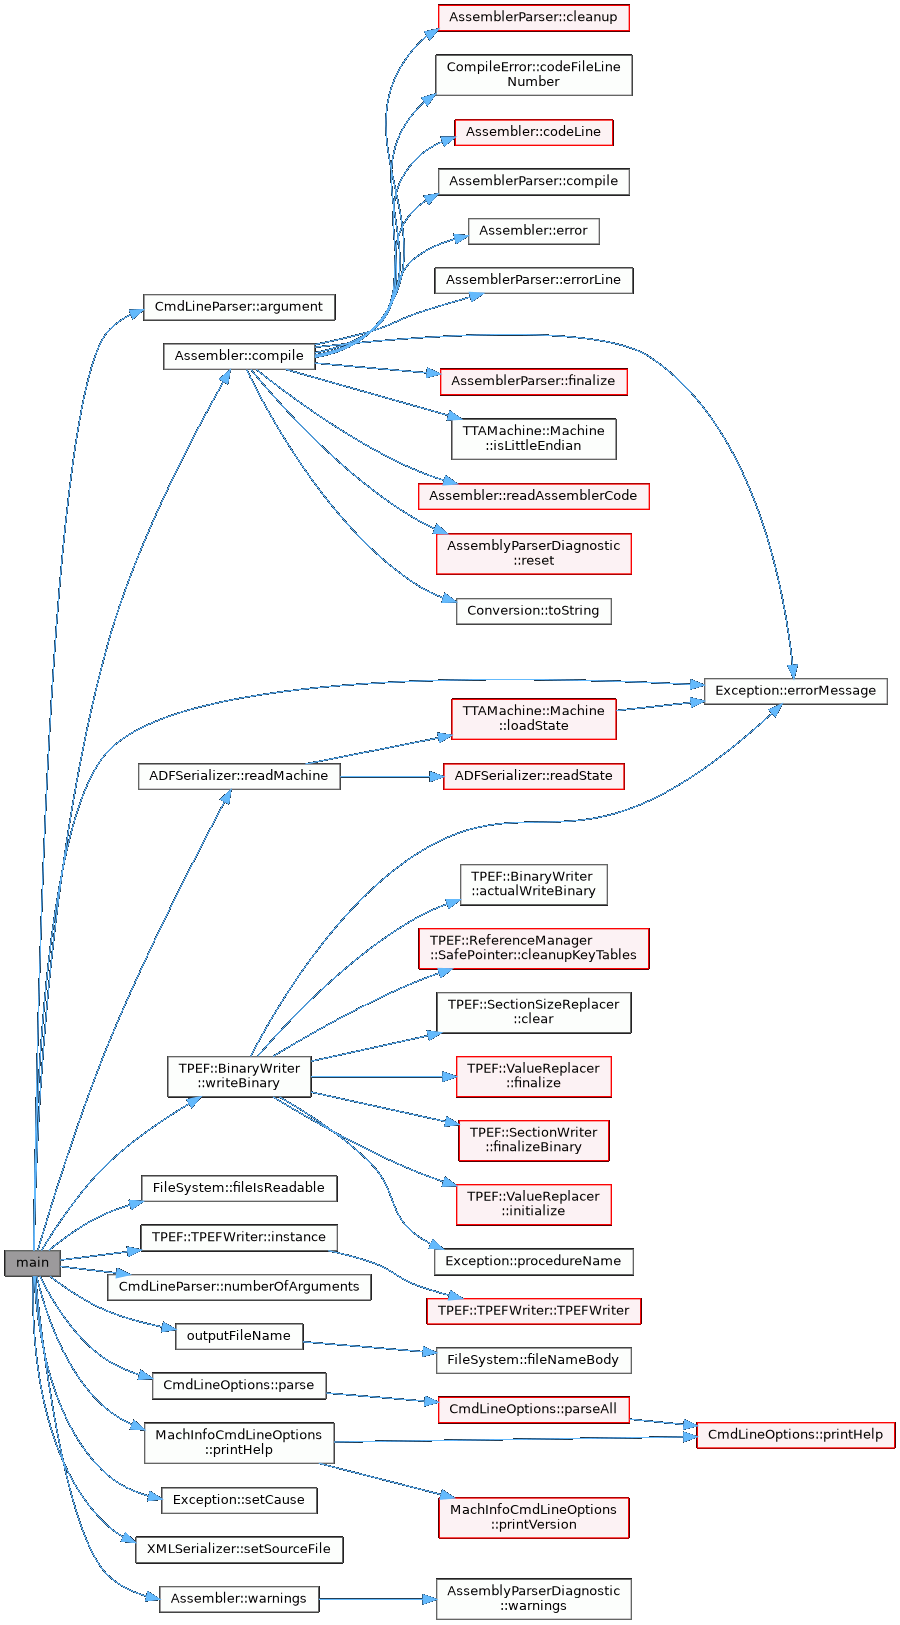 AssemblerParser::cleanup
CompileError::codeFileLine
Number
Assembler::codeLine
AssemblerParser::compile
Assembler::error
AssemblerParser::errorLine
CmdLineParser::argument
Assembler::compile
AssemblerParser::finalize
TTAMachine::Machine
::isLittleEndian
Assembler::readAssemblerCode
AssemblyParserDiagnostic
::reset
Conversion::toString
Exception::errorMessage
TTAMachine::Machine
::loadState
ADFSerializer::readMachine
ADFSerializer::readState
TPEF::BinaryWriter
::actualWriteBinary
TPEF::ReferenceManager
::SafePointer::cleanupKeyTables
TPEF::SectionSizeReplacer
::clear
TPEF::BinaryWriter
::writeBinary
TPEF::ValueReplacer
::finalize
TPEF::SectionWriter
::finalizeBinary
FileSystem::fileIsReadable
TPEF::ValueReplacer
::initialize
TPEF::TPEFWriter::instance
Exception::procedureName
main
CmdLineParser::numberOfArguments
TPEF::TPEFWriter::TPEFWriter
outputFileName
FileSystem::fileNameBody
CmdLineOptions::parse
CmdLineOptions::parseAll
MachInfoCmdLineOptions
::printHelp
CmdLineOptions::printHelp
Exception::setCause
MachInfoCmdLineOptions
::printVersion
XMLSerializer::setSourceFile
Assembler::warnings
AssemblyParserDiagnostic
::warnings